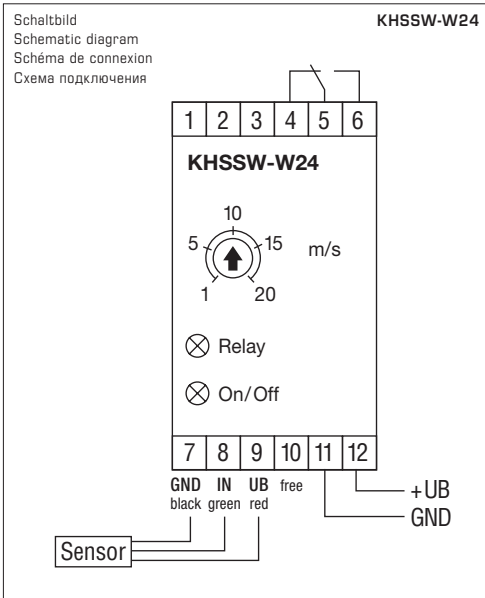 Schaltbild
KHSSW-W24
Schematic diagram
Schéma de connexion
Схема подключения
1 2 3 4 5 6
KHSSW-W24
10
5 15 m/s
1 20
Relay
On/Off
7 8 9 10 11 12
GND IN UB free
black green red
+UB
GND
Sensor